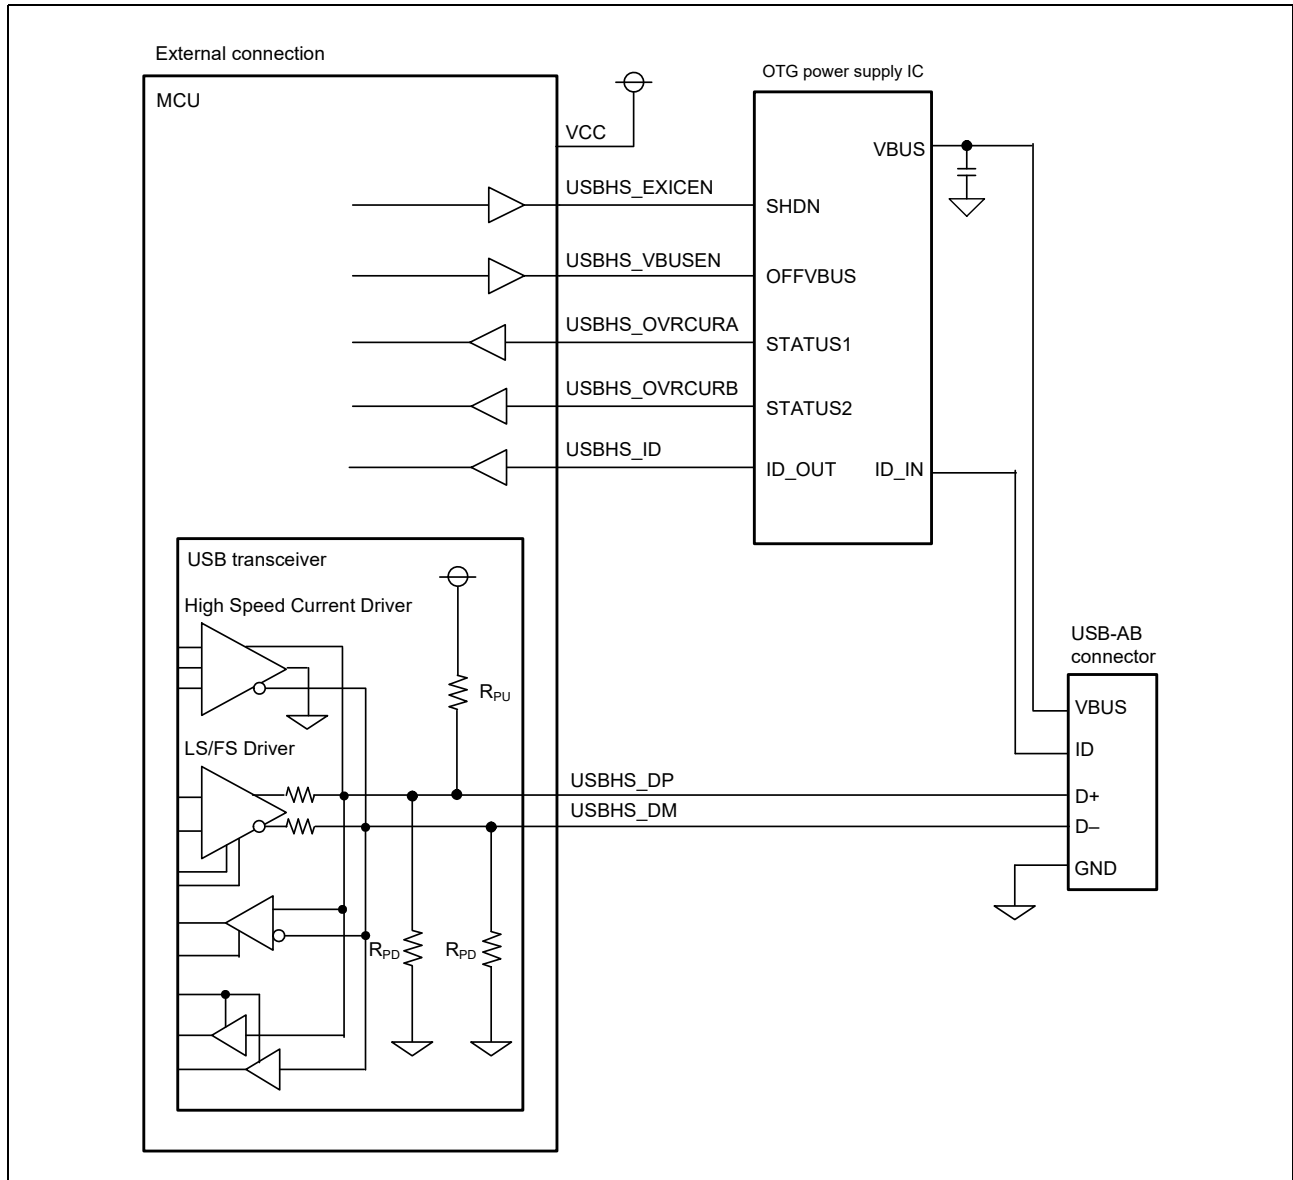 External connection
MCU
VCC
USBHS_EXICEN
USBHS_VBUSEN
USBHS_OVRCURA
USBHS_OVRCURB
USBHS_ID
OTG power supply IC
VBUS
SHDN
OFFVBUS
STATUS1
STATUS2
ID_OUT
ID_IN
USB transceiver
High Speed Current Driver
RPU
LS/FS Driver
RPD
RPD
USBHS_DP
USBHS_DM
USB-AB
connector
VBUS
ID
D+
D–
GND